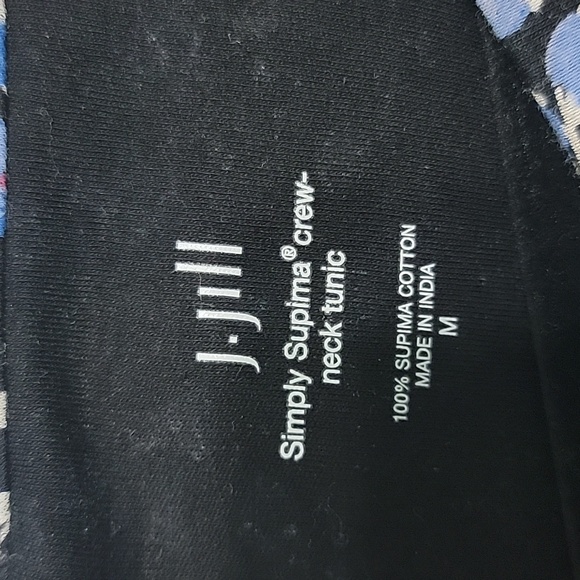 J.Jill
Simply Supima® crew-
neck tunic
100% SUPIMA COTTON
MADE IN INDIA
M